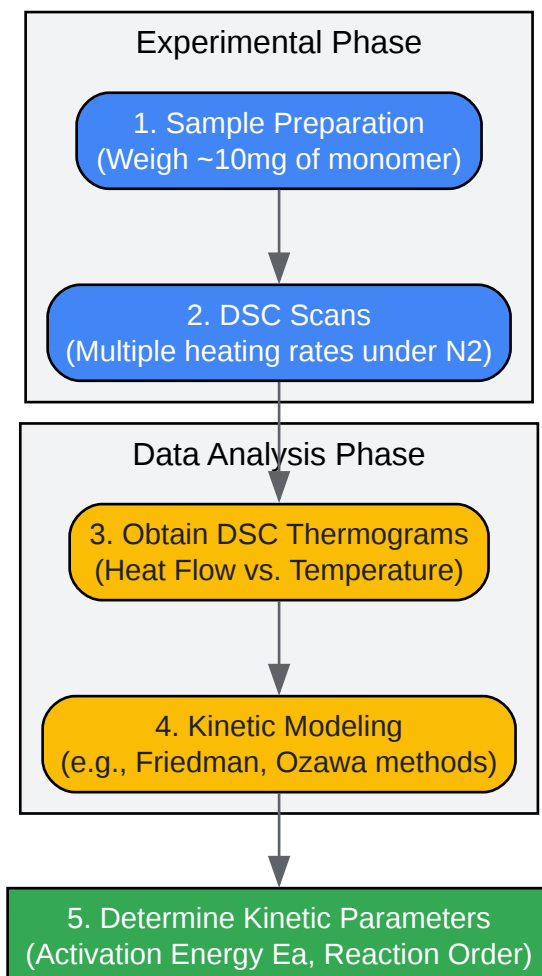 Experimental Phase
1. Sample Preparation
(Weigh ~10mg of monomer)
2. DSC Scans
(Multiple heating rates under N2)
Data Analysis Phase
3. Obtain DSC Thermograms
(Heat Flow vs. Temperature)
4. Kinetic Modeling
(e.g., Friedman, Ozawa methods)
5. Determine Kinetic Parameters
(Activation Energy Ea, Reaction Order)